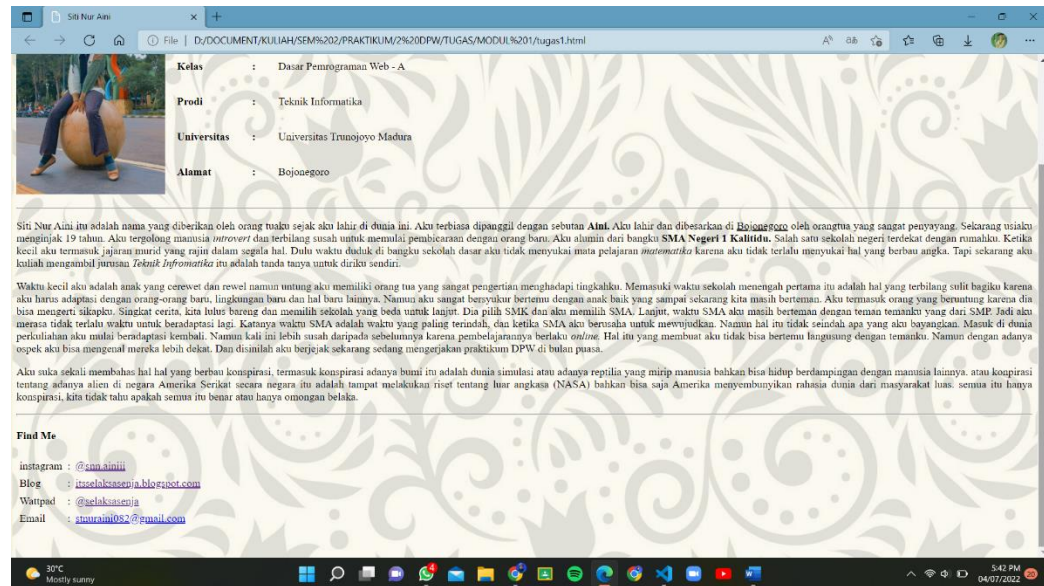 Siti Nur Aini
File | D:/DOCUMENT/KULIAH/SEM%202/PRAKTIKUM/2%20DPW/TUGAS/MODUL%201/tugas1.html
Kelas : Dasar Pemrograman Web - A
Prodi : Teknik Informatika
Universitas : Universitas Trunojoyo Madura
Alamat : Bojonegoro
Siti Nur Aini itu adalah nama yang diberikan oleh orang tuaku sejak aku lahir di dunia ini. Aku terbiasa dipanggil dengan sebutan Aini. Aku lahir dan dibesarkan di Bojonegoro oleh orangtua yang sangat penyayang. Sekarang usiaku
menginjak 19 tahun. Aku tergolong manusia introvert dan terbilang susah untuk memulai pembicaraan dengan orang baru. Aku alumin dari bangku SMA Negeri 1 Kalitidu. Salah satu sekolah negeri terdekat dengan rumahku. Ketika
kecil aku termasuk jajaran murid yang rajin dalam segala hal. Dulu waktu duduk di bangku sekolah dasar aku tidak menyukai mata pelajaran matematika karena aku tidak terlalu menyukai hal yang berbau angka. Tapi sekarang aku
kuliah mengambil jurusan Teknik Infromatika itu adalah tanda tanya untuk diriku sendiri.
Waktu kecil aku adalah anak yang cerewet dan rewel namun untung aku memiliki orang tua yang sangat pengertian menghadapi tingkahku. Memasuki waktu sekolah menengah pertama itu adalah hal yang terbilang sulit bagiku karena
aku harus adaptasi dengan orang-orang baru, lingkungan baru dan hal baru lainnya. Namun aku sangat bersyukur bertemu dengan anak baik yang sampai sekarang kita masih berteman. Aku termasuk orang yang beruntung karena dia
bisa mengerti sikapku. Singkat cerita, kita lulus bareng dan memilih sekolah yang beda untuk lanjut. Dia pilih SMK dan aku memilih SMA. Lanjut, waktu SMA aku masih berteman dengan teman temanku yang dari SMP. Jadi aku
merasa tidak terlalu waktu untuk beradaptasi lagi. Katanya waktu SMA adalah waktu yang paling terindah, dan ketika SMA aku berusaha untuk mewujudkan. Namun hal itu tidak seindah apa yang aku bayangkan. Masuk di dunia
perkuliahan aku mulai beradaptasi kembali. Namun kali ini lebih susah daripada sebelumnya karena pembelajarannya berlaku online. Hal itu yang membuat aku tidak bisa bertemu langusung dengan temanku. Namun dengan adanya
ospek aku bisa mengenal mereka lebih dekat. Dan disinilah aku berjejak sekarang sedang mengerjakan praktikum DPW di bulan puasa.
Aku suka sekali membahas hal hal yang berbau konspirasi, termasuk konspirasi adanya bumi itu adalah dunia simulasi atau adanya reptilia yang mirip manusia bahkan bisa hidup berdampingan dengan manusia lainnya. atau konpirasi
tentang adanya alien di negara Amerika Serikat secara negara itu adalah tampat melakukan riset tentang luar angkasa (NASA) bahkan bisa saja Amerika menyembunyikan rahasia dunia dari masyarakat luas. semua itu hanya
konspirasi, kita tidak tahu apakah semua itu benar atau hanya omongan belaka.
Find Me
instagram : @snn.ainiii
Blog : itsselaksasenja.blogspot.com
Wattpad : @selaksasenja
Email : stnuraini082@gmail.com
30°C
Mostly sunny
5:42 PM
04/07/2022
20